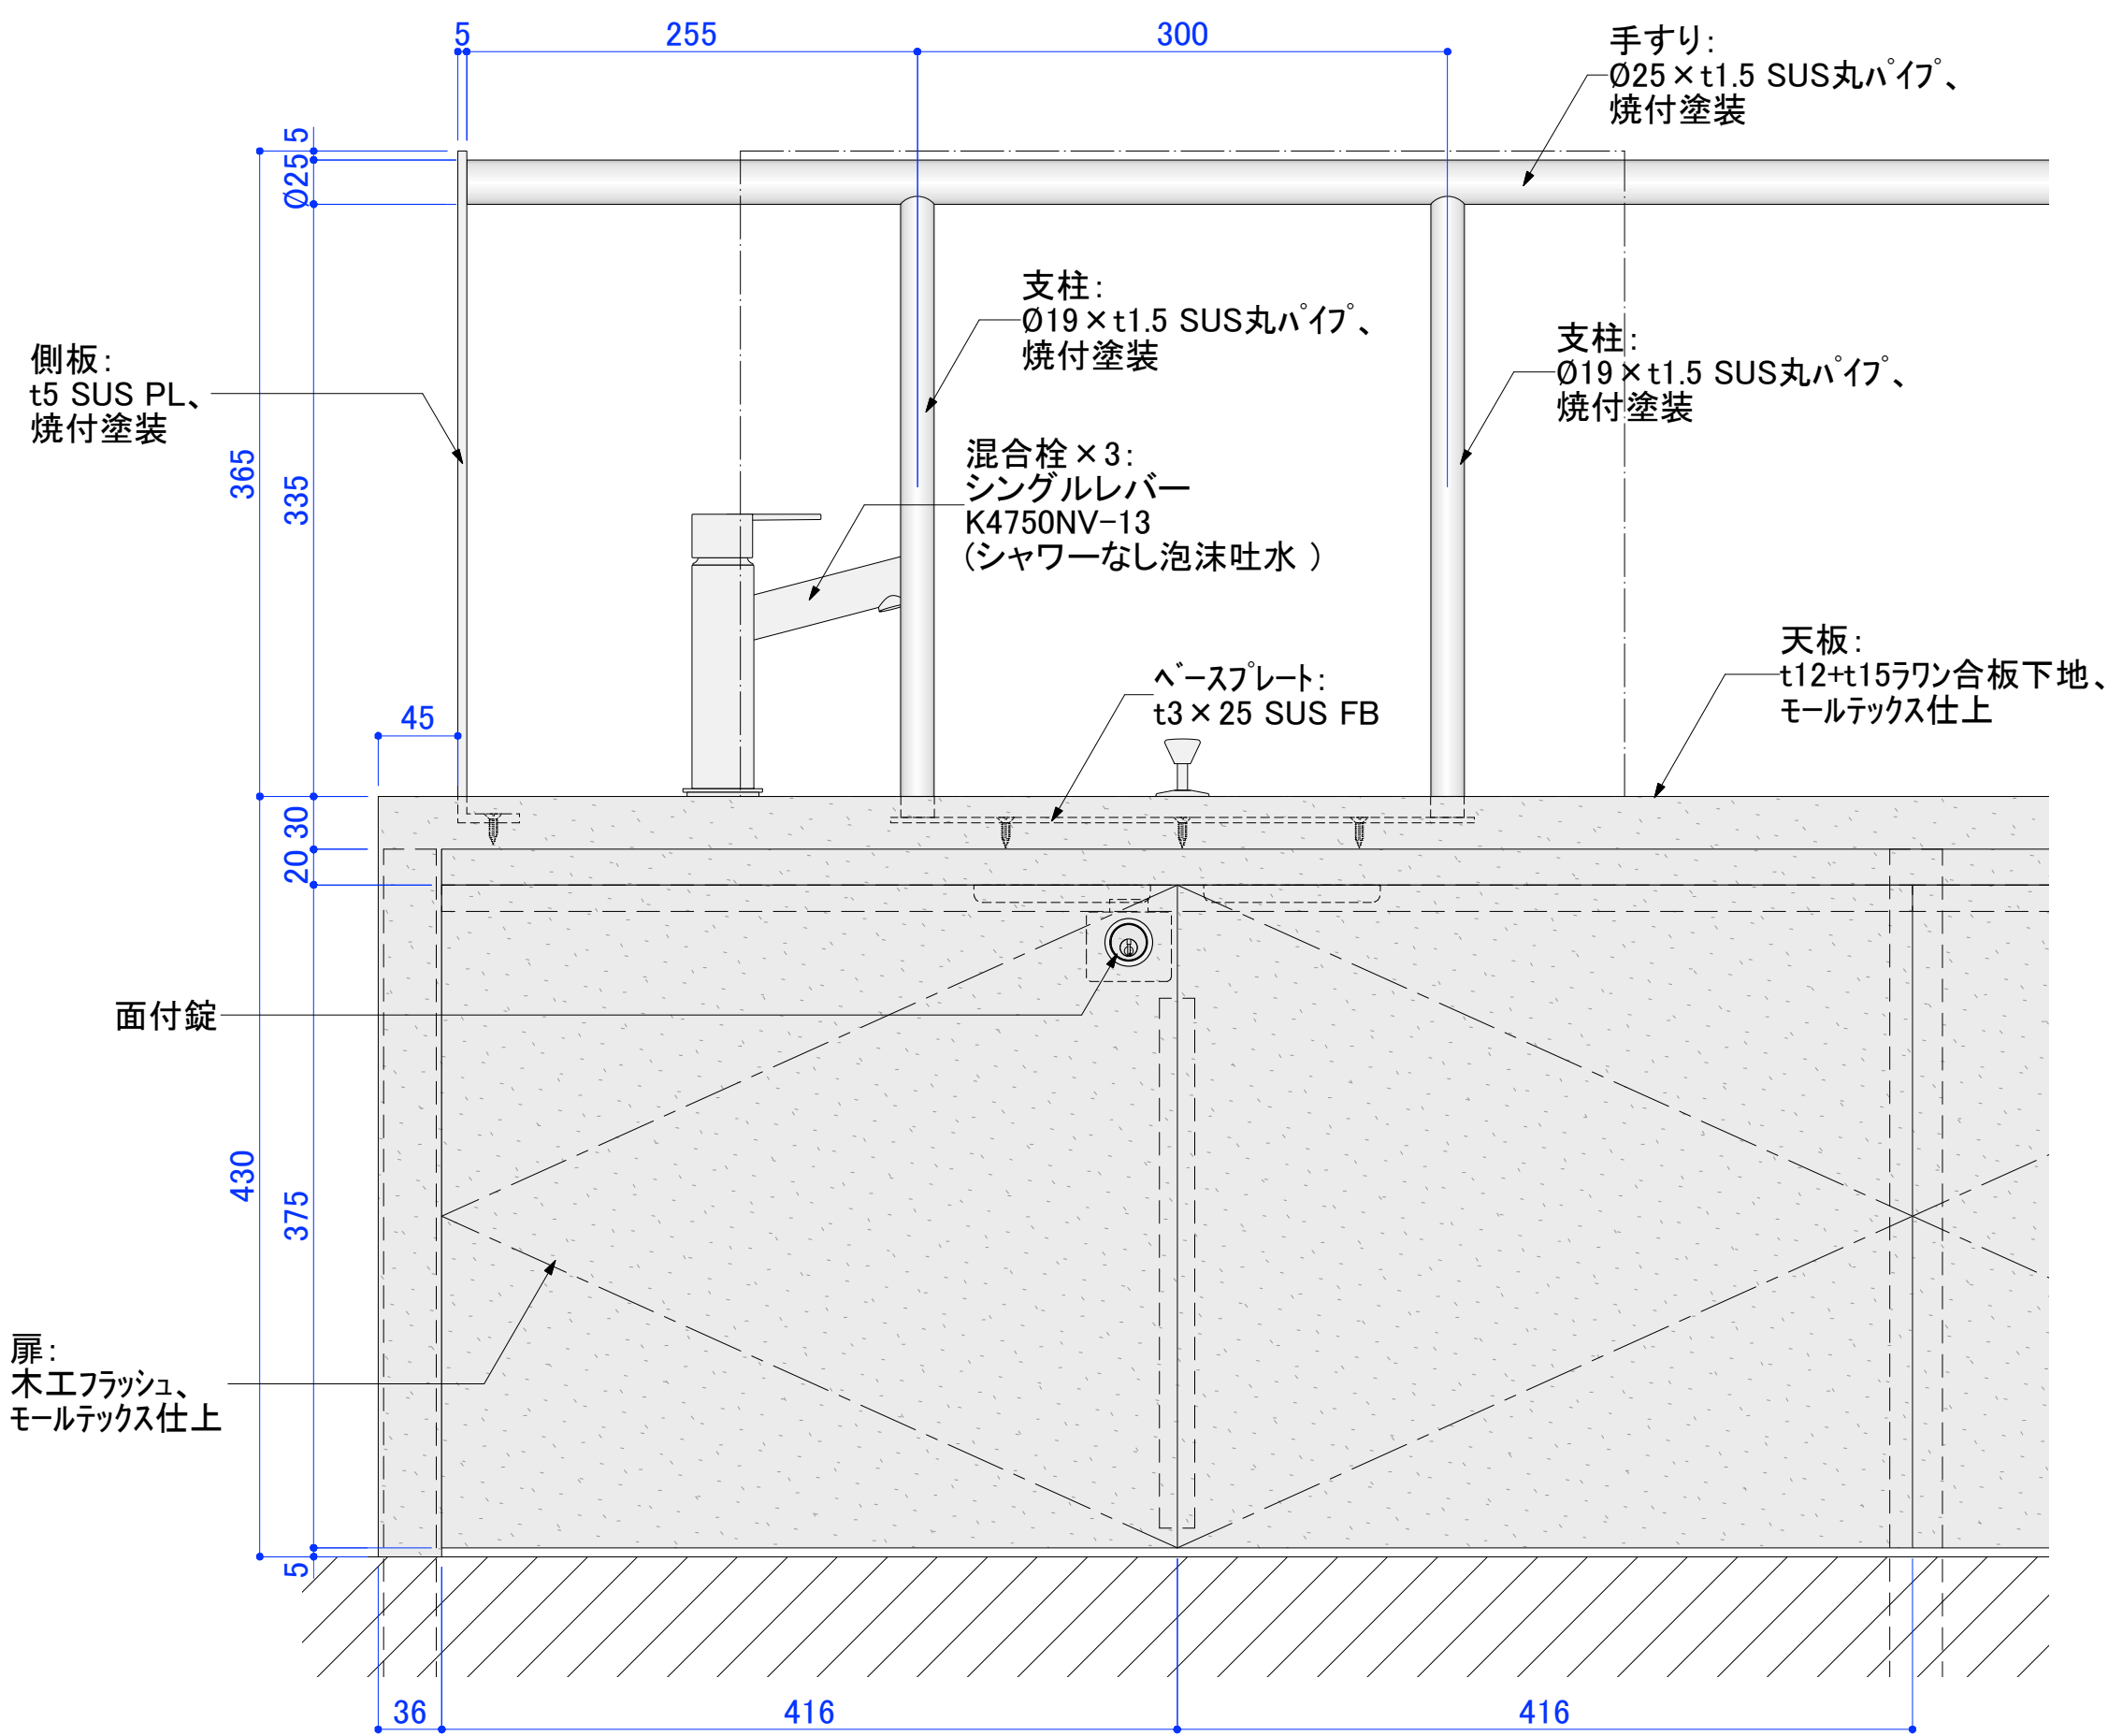 5
255
300
手すり：
Ø25×t1.5 SUS丸ﾊﾟｲﾌﾟ、
焼付塗装
5
Ø25
支柱：
Ø19×t1.5 SUS丸ﾊﾟｲﾌﾟ、
焼付塗装
支柱：
Ø19×t1.5 SUS丸ﾊﾟｲﾌﾟ、
焼付塗装
側板：
t5 SUS PL、
焼付塗装
365
335
混合栓×3：
シングルレバー
K4750NV-13
（シャワーなし泡沫吐水 ）
ﾍﾞｰｽﾌﾟﾚｰﾄ：
t3×25 SUS FB
天板：
t12+t15ﾗﾜﾝ合板下地、
ﾓｰﾙﾃｯｸｽ仕上
45
30
20
面付錠
430
375
扉：
木工ﾌﾗｯｼｭ、
ﾓｰﾙﾃｯｸｽ仕上
5
36
416
416